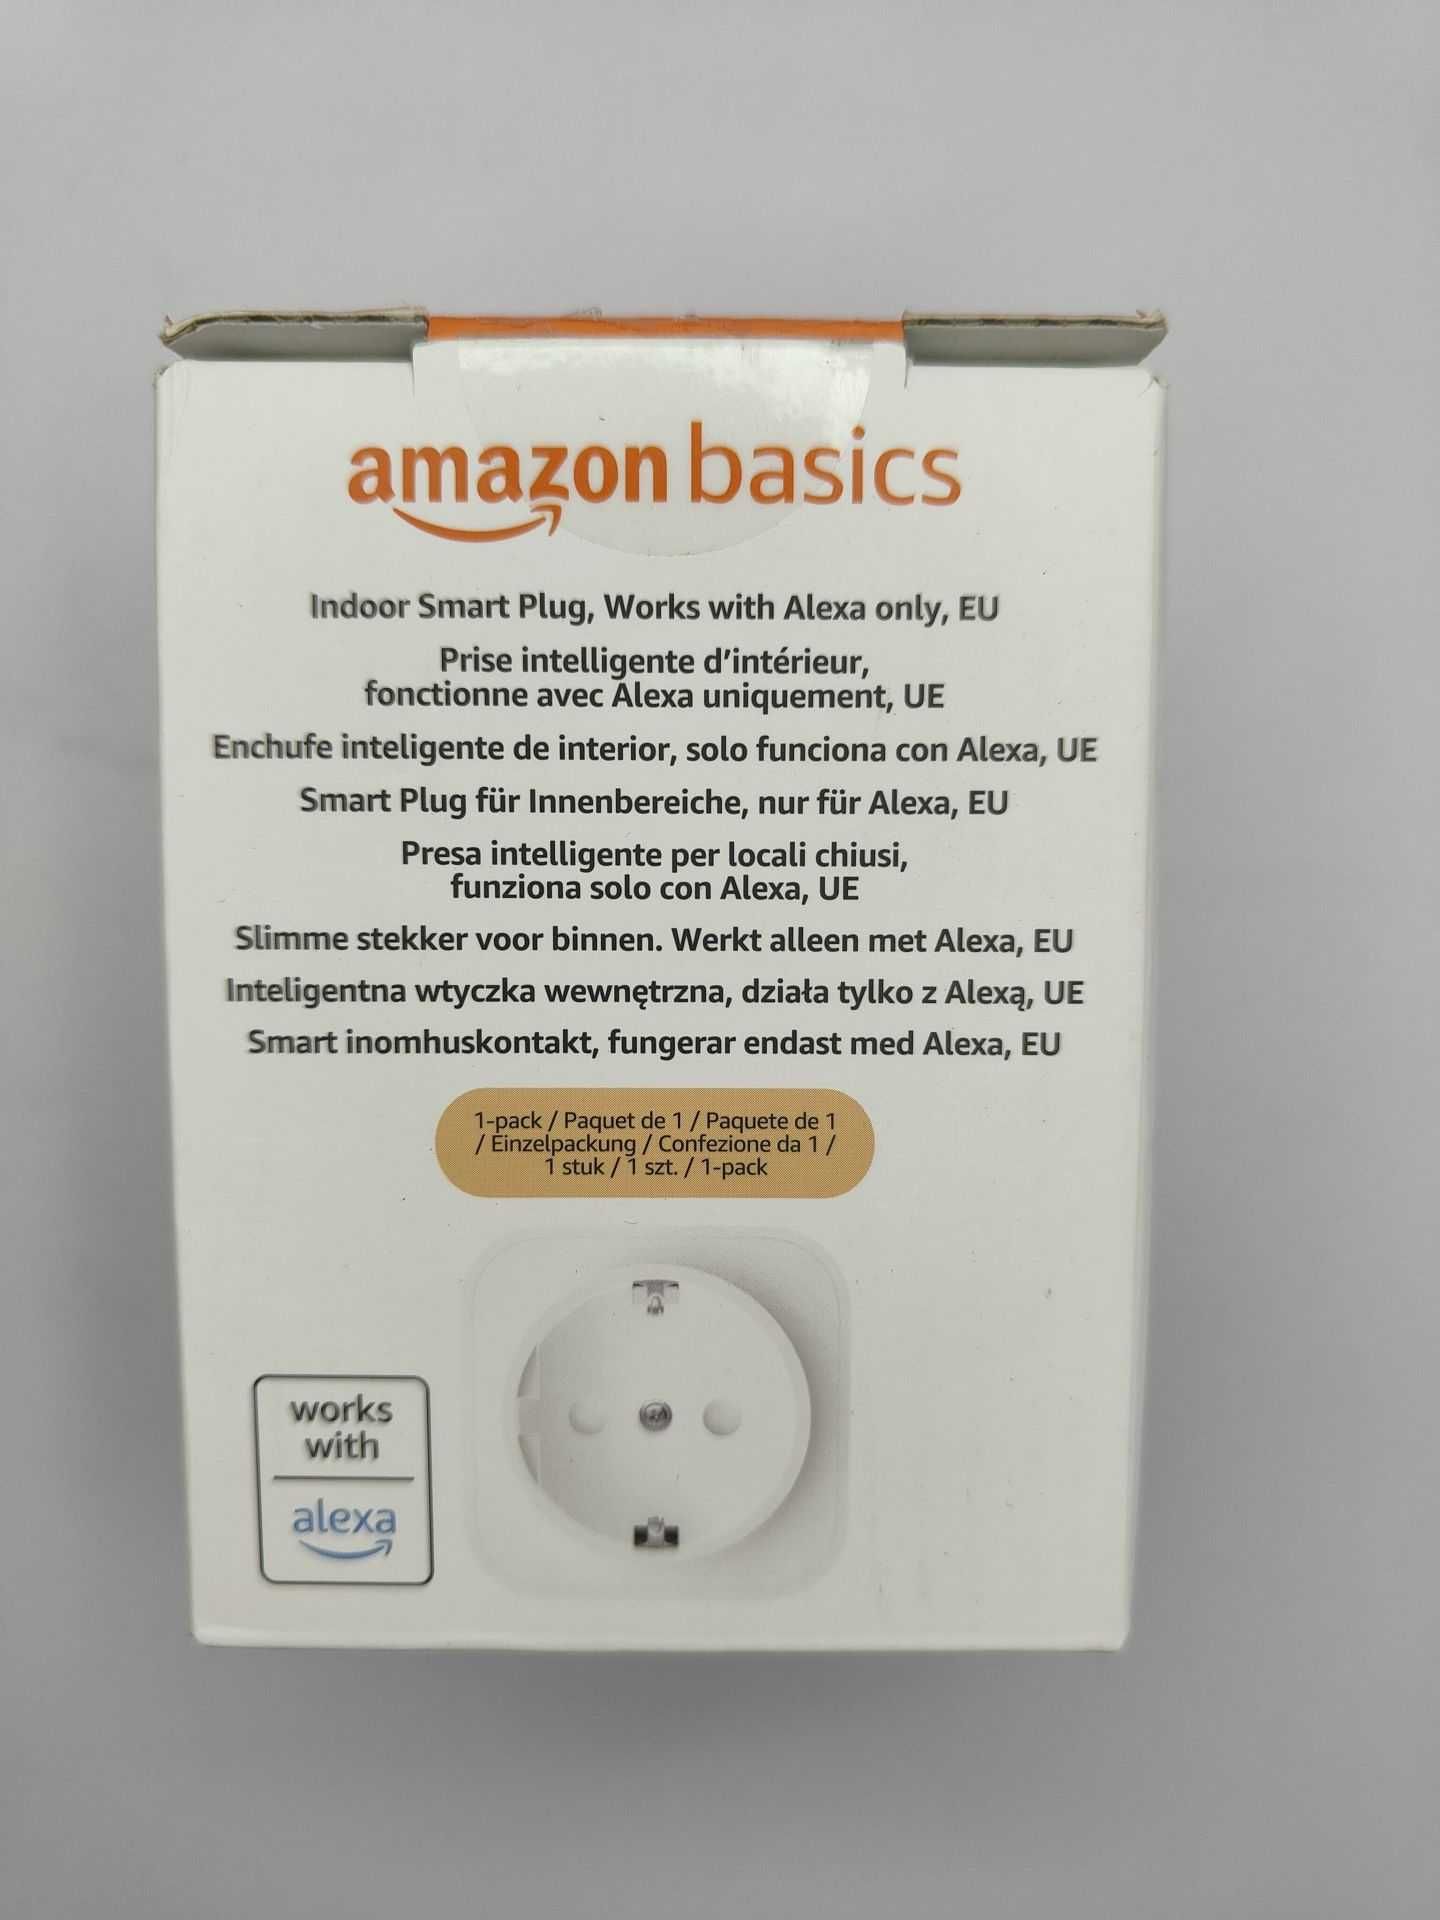 amazon basics
Indoor Smart Plug, Works with Alexa only, EU
Prise intelligente d’intérieur,
fonctionne avec Alexa uniquement, UE
Enchufe inteligente de interior, solo funciona con Alexa, UE
Smart Plug für Innenbereiche, nur für Alexa, EU
Presa intelligente per locali chiusi,
funziona solo con Alexa, UE
Slimme stekker voor binnen. Werkt alleen met Alexa, EU
Inteligentna wtyczka wewnętrzna, działa tylko z Alexą, UE
Smart inomhuskontakt, fungerar endast med Alexa, EU
1-pack / Paquet de 1 / Paquete de 1
/ Einzelpackung / Confezione da 1 /
1 stuk / 1 szt. / 1-pack
works
with
alexa